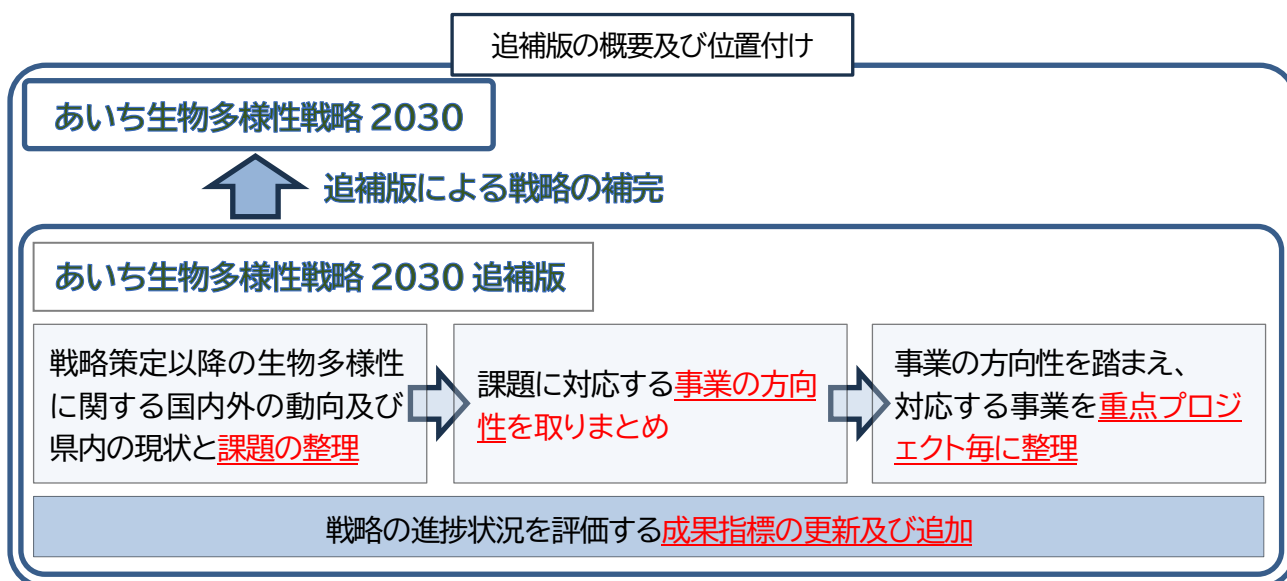 追補版の概要及び位置付け
あいち生物多様性戦略 2030
追補版による戦略の補完
あいち生物多様性戦略 2030 追補版
戦略策定以降の生物多様性
に関する国内外の動向及び
県内の現状と課題の整理
課題に対応する事業の方向
性を取りまとめ
事業の方向性を踏まえ、
対応する事業を重点プロジ
ェクト毎に整理
戦略の進捗状況を評価する成果指標の更新及び追加